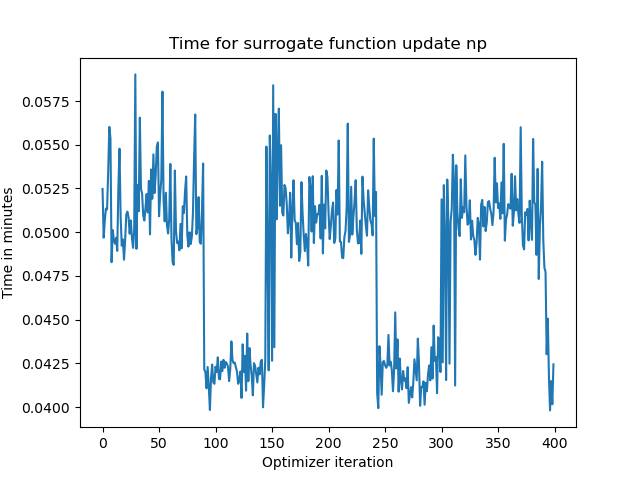 Time for surrogate function update np
0.0575
0.0550
0.0525
0.0500
0.0475
0.0450
0.0425
0.0400
Time in minutes
0 50 100 150 200 250 300 350 400
Optimizer iteration